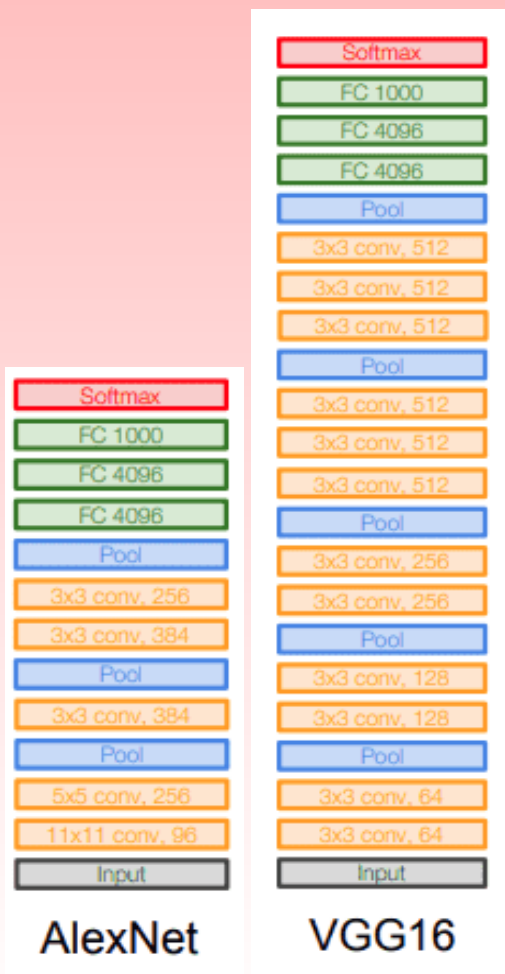 Softmax
FC 1000
FC 4096
FC 4096
Pool
3x3 conv, 256
3x3 conv, 384
Pool
3x3 conv, 384
Pool
5x5 conv, 256
11x11 conv, 96
Input
AlexNet
Softmax
FC 1000
FC 4096
FC 4096
Pool
3x3 conv, 512
3x3 conv, 512
3x3 conv, 512
Pool
3x3 conv, 512
3x3 conv, 512
3x3 conv, 512
Pool
3x3 conv, 256
3x3 conv, 256
Pool
3x3 conv, 128
3x3 conv, 128
Pool
3x3 conv, 64
3x3 conv, 64
Input
VGG16